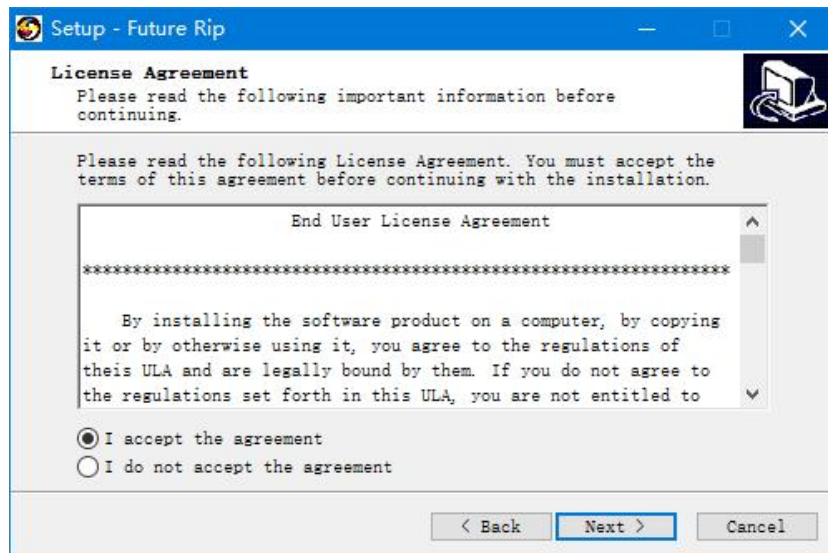 Setup - Future Rip
License Agreement
Please read the following important information before
continuing.
Please read the following License Agreement. You must accept the
terms of this agreement before continuing with the installation.
End User License Agreement
*****************************************************************
By installing the software product on a computer, by copying
it or by otherwise using it, you agree to the regulations of
theis ULA and are legally bound by them. If you do not agree to
the regulations set forth in this ULA, you are not entitled to
I accept the agreement
I do not accept the agreement
< Back Next > Cancel